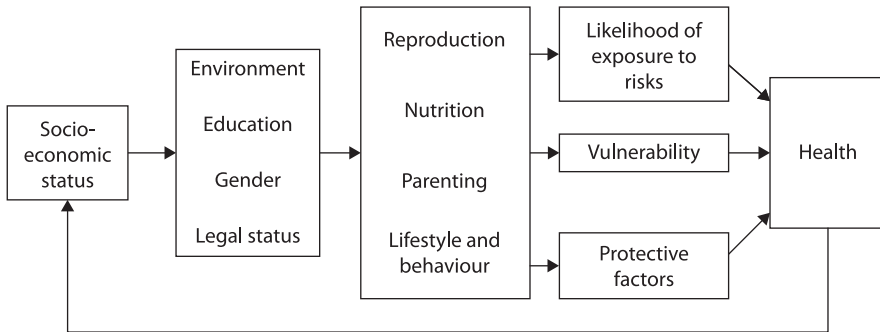 Socio-
economic
status
Environment
Education
Gender
Legal status
Reproduction
Nutrition
Parenting
Lifestyle and
behaviour
Likelihood of
exposure to
risks
Vulnerability
Protective
factors
Health